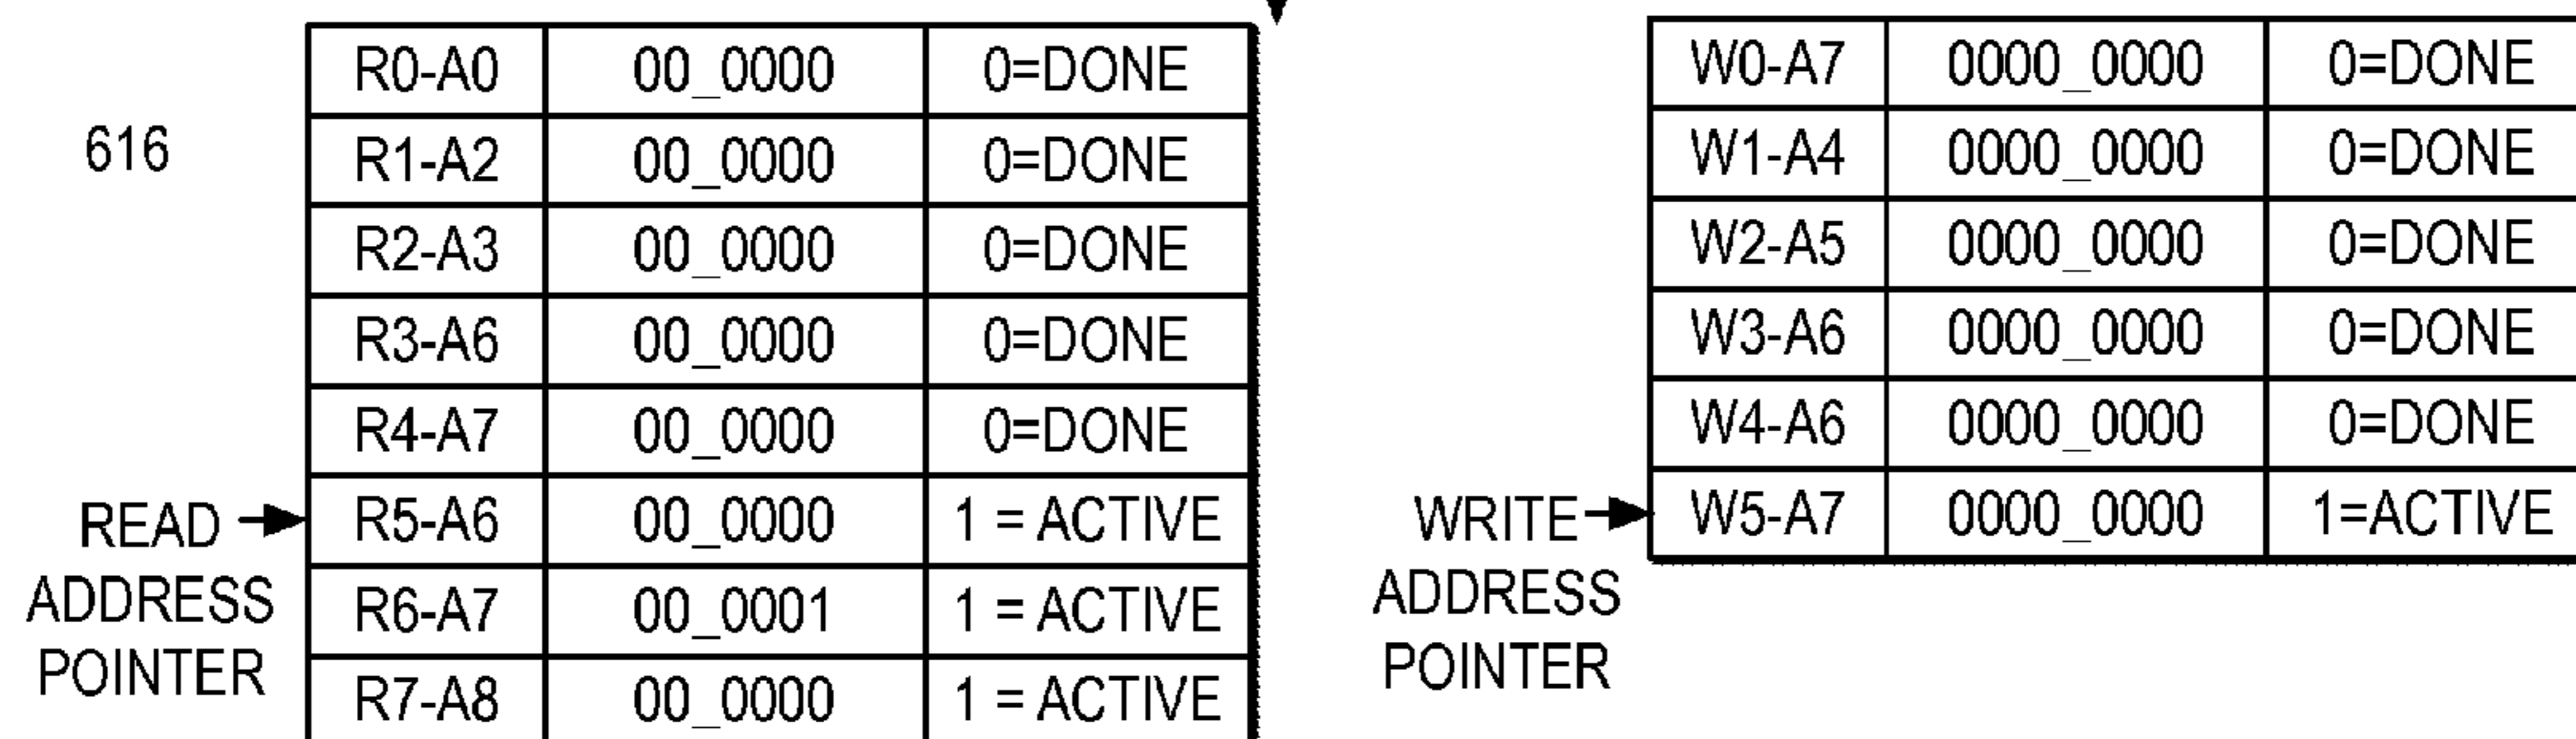 616
R0-A0 00_0000 0=DONE
R1-A2 00_0000 0=DONE
R2-A3 00_0000 0=DONE
R3-A6 00_0000 0=DONE
R4-A7 00_0000 0=DONE
R5-A6 00_0000 1 = ACTIVE
R6-A7 00_0001 1 = ACTIVE
R7-A8 00_0000 1 = ACTIVE
READ
ADDRESS
POINTER
W0-A7 0000_0000 0=DONE
W1-A4 0000_0000 0=DONE
W2-A5 0000_0000 0=DONE
W3-A6 0000_0000 0=DONE
W4-A6 0000_0000 0=DONE
W5-A7 0000_0000 1=ACTIVE
WRITE
ADDRESS
POINTER